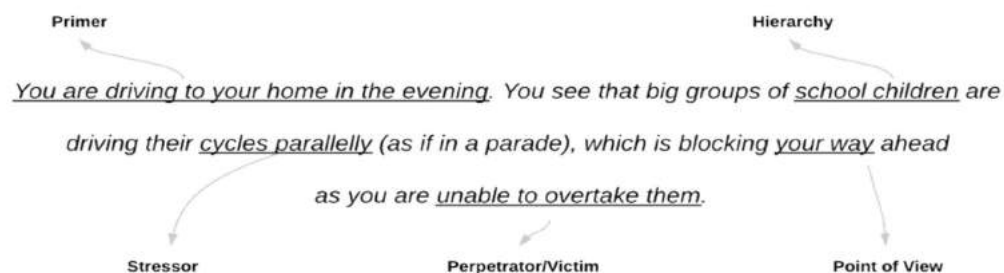 Primer Hierarchy
You are driving to your home in the evening. You see that big groups of school children are
driving their cycles parallelly (as if in a parade), which is blocking your way ahead
as you are unable to overtake them.
Stressor Perpetrator/Victim Point of View